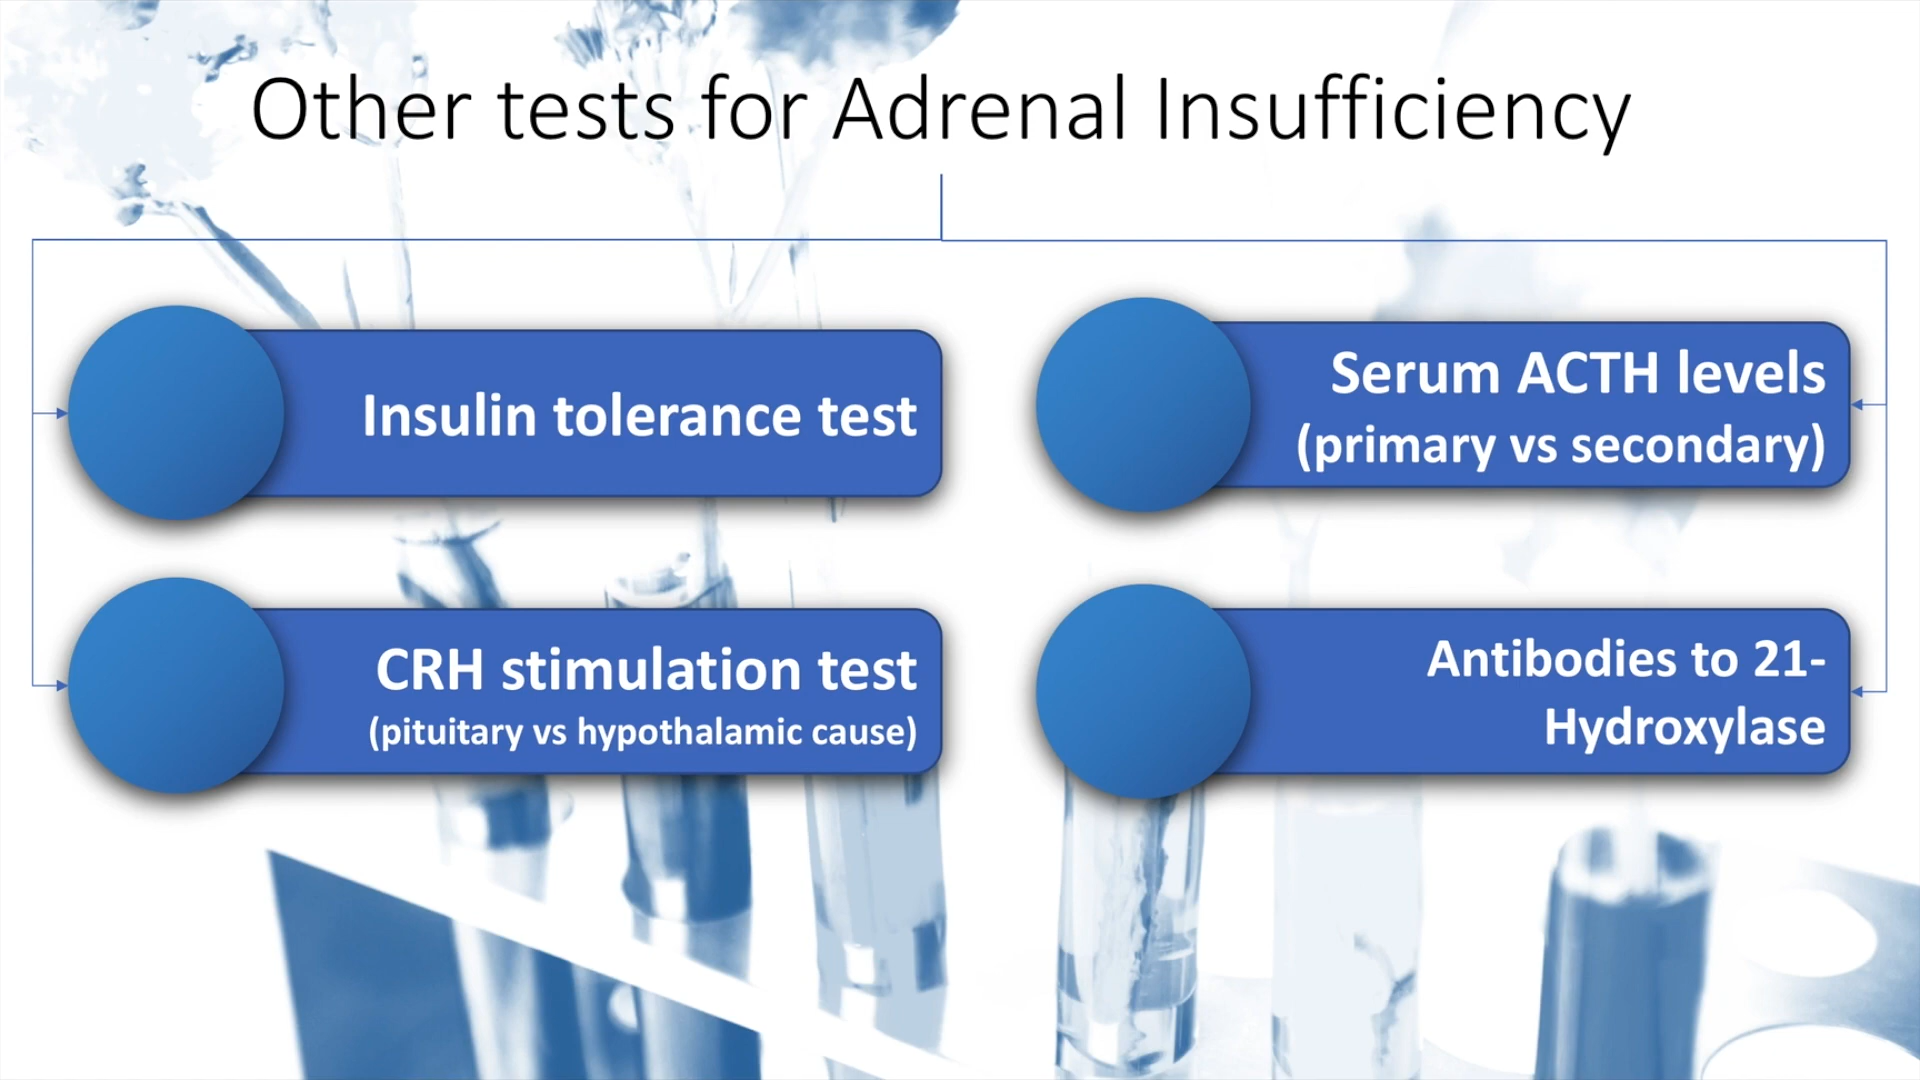 Other tests for Adrenal Insufficiency
Insulin tolerance test
CRH stimulation test
(pituitary vs hypothalamic cause)
Serum ACTH levels
(primary vs secondary)
Antibodies to 21-
Hydroxylase